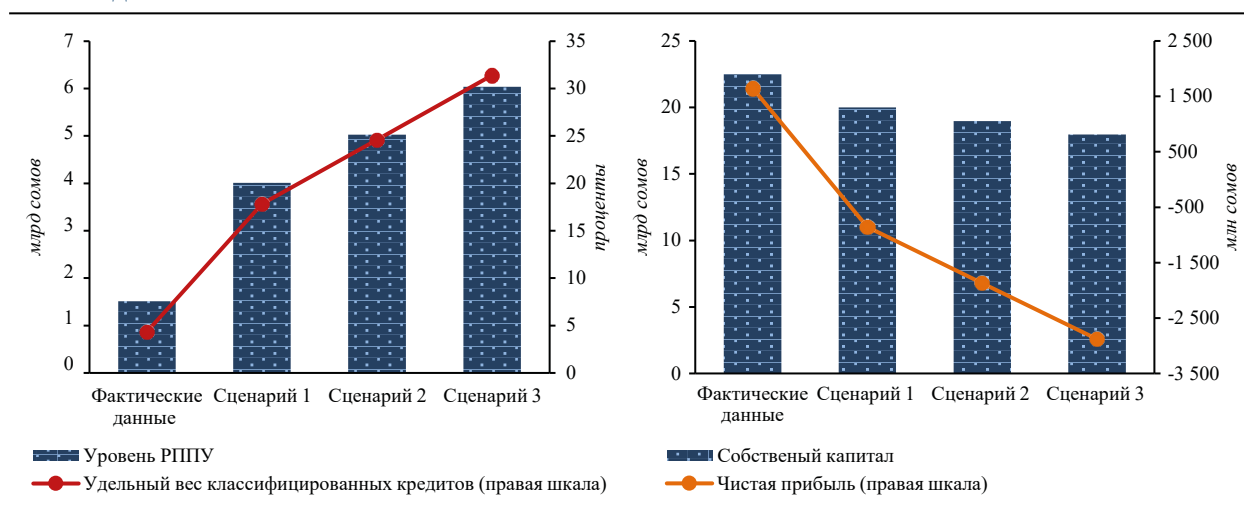 7
6
5
4
3
2
1
0
млрд сомов
35
30
25
20
15
10
5
0
проценты
Фактические данные
Сценарий 1
Сценарий 2
Сценарий 3
Уровень РППУ
Удельный вес классифицированных кредитов (правая шкала)
25
20
15
10
5
0
млрд сомов
2 500
1 500
500
-500
-1 500
-2 500
-3 500
млн сомов
Фактические данные
Сценарий 1
Сценарий 2
Сценарий 3
Собственый капитал
Чистая прибыль (правая шкала)